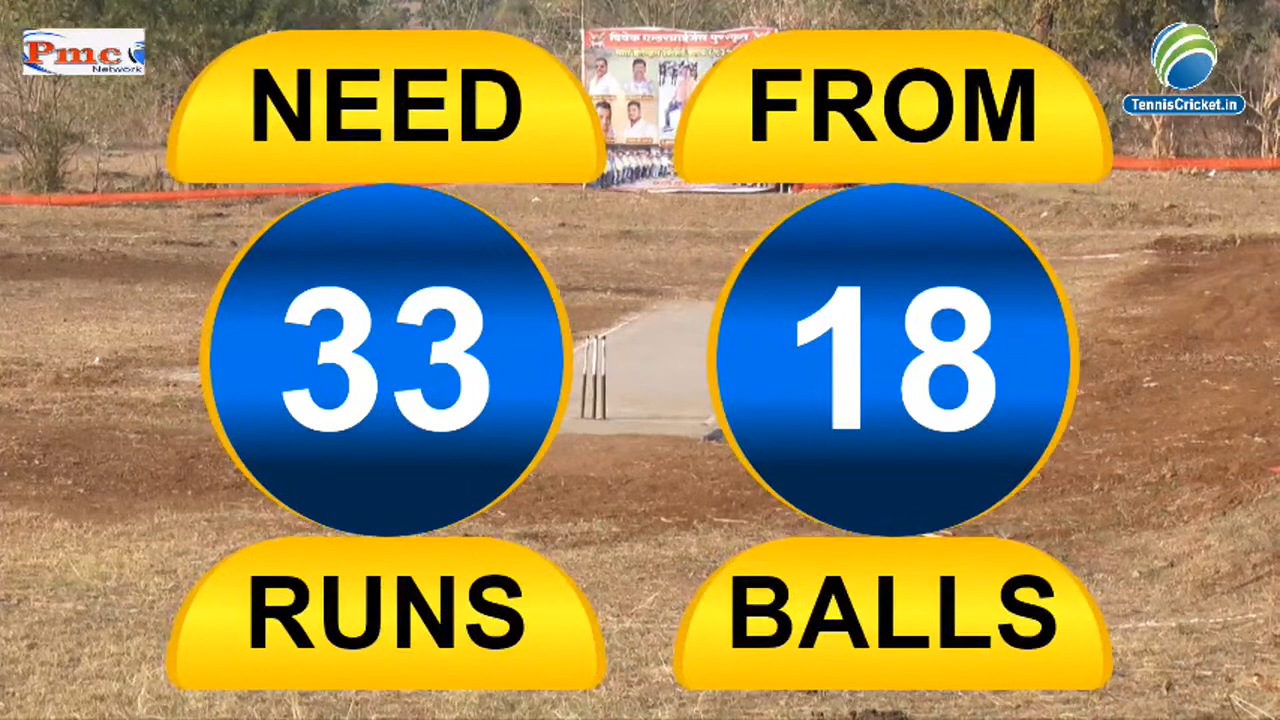 Pmc
Network
TennisCricket.in
NEED
33
RUNS
FROM
18
BALLS